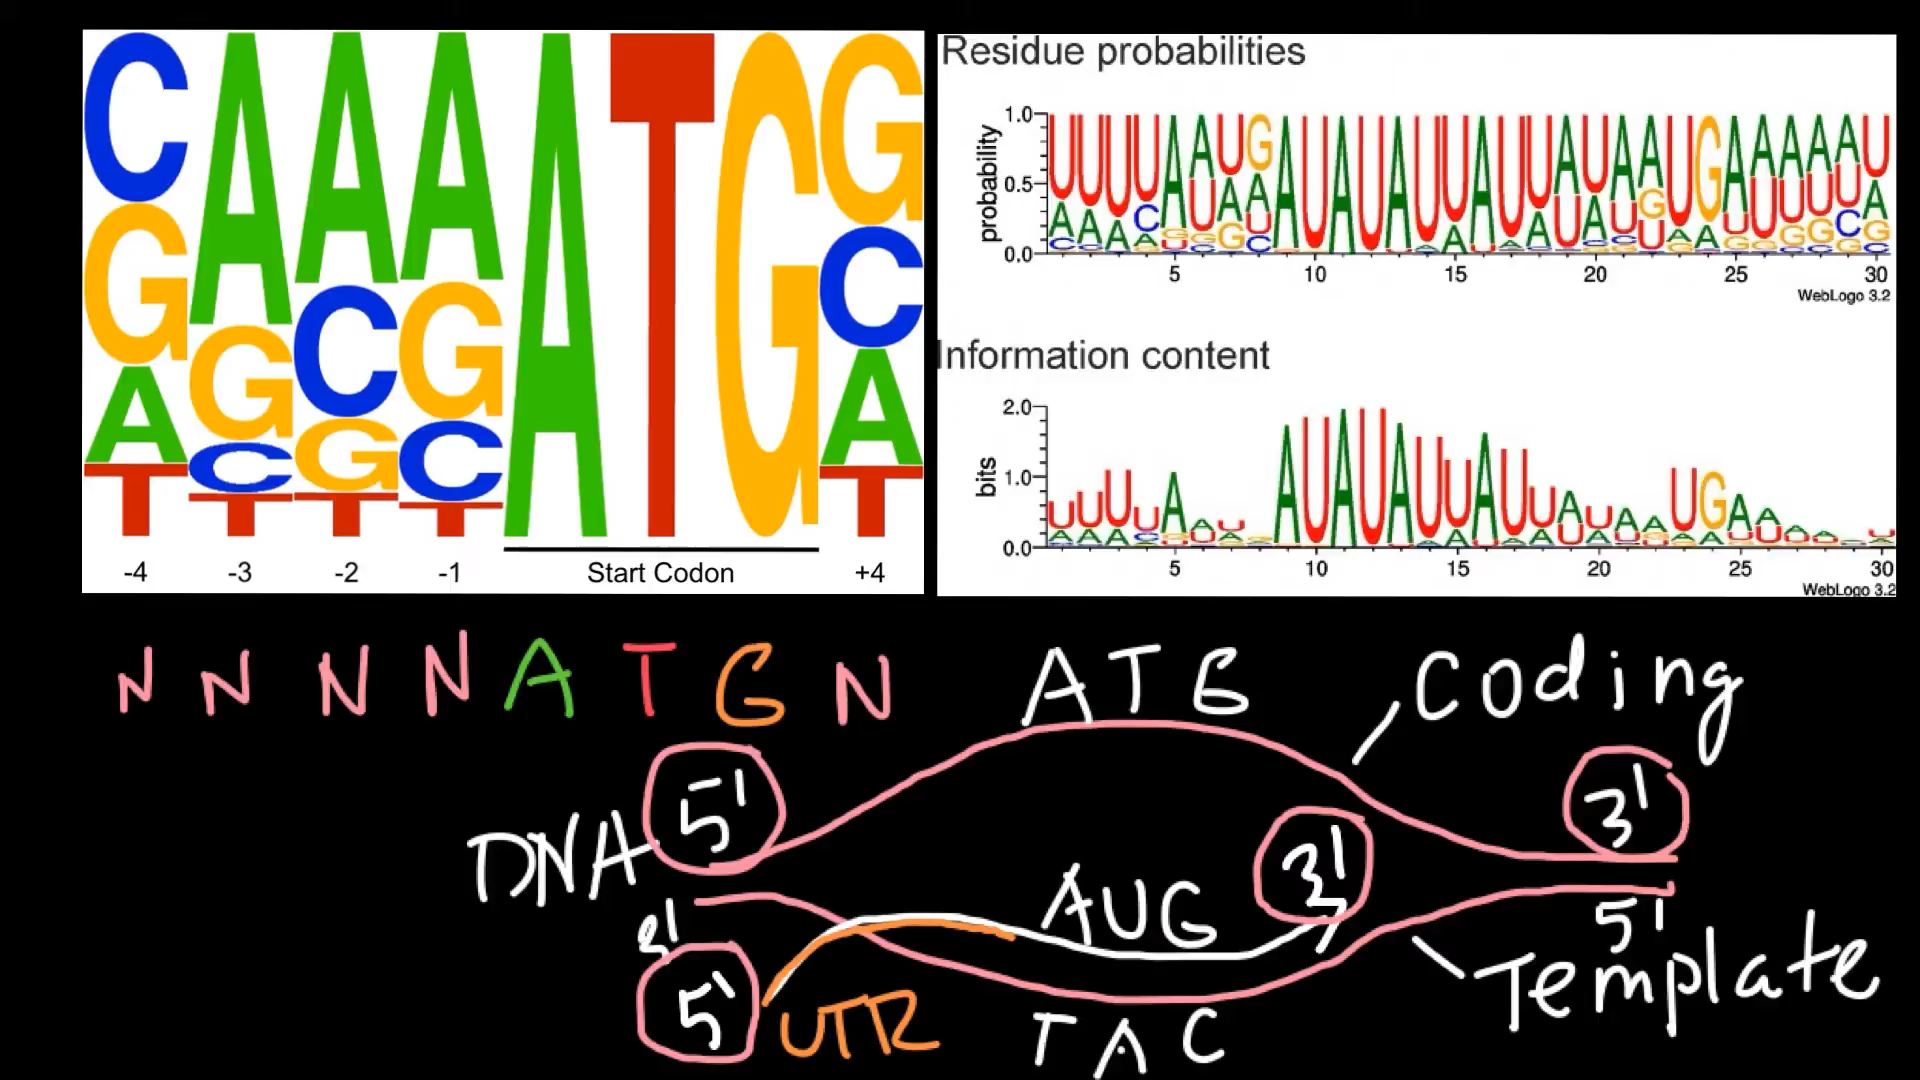 C A A A A T G G
G G C G C
A C G C A
T T T T T
-4 -3 -2 -1 Start Codon +4
Residue probabilities
probability
1.0
0.5
0.0
5 10 15 20 25 30
WebLogo 3.2
Information content
bits
2.0
1.0
0.0
5 10 15 20 25 30
WebLogo 3.2
N N N N A T G N
ATG
Coding
DNA
5'
3'
3'
5'
AUG
3'
5'
UTR
TAC
Template